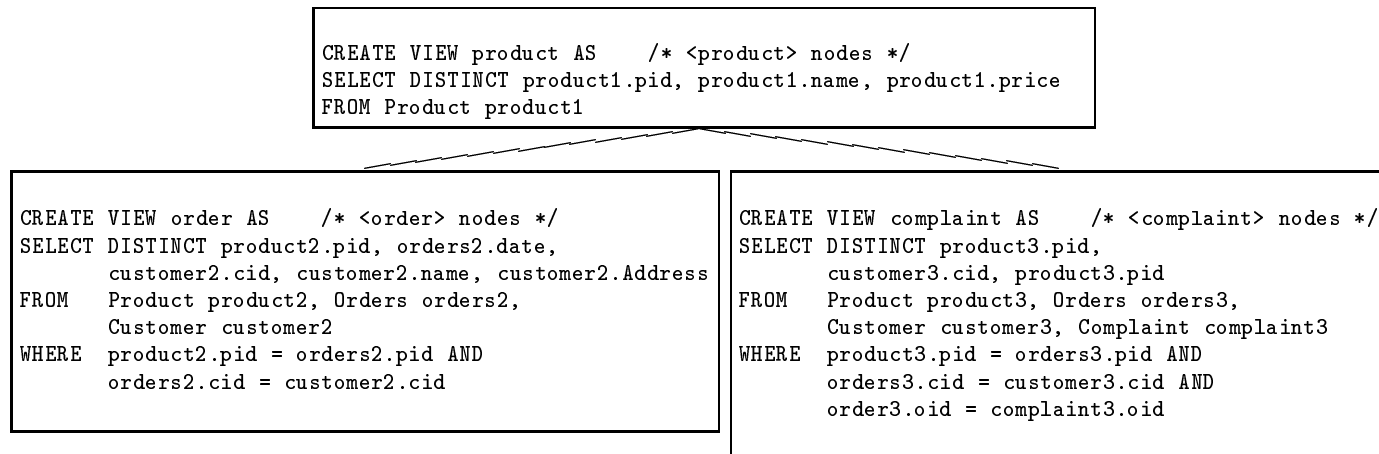 CREATE VIEW product AS    /* <product> nodes */
SELECT DISTINCT product1.pid, product1.name, product1.price
FROM Product product1
CREATE VIEW order AS    /* <order> nodes */
SELECT DISTINCT product2.pid, orders2.date,
customer2.cid, customer2.name, customer2.Address
FROM   Product product2, Orders orders2,
Customer customer2
WHERE  product2.pid = orders2.pid AND
orders2.cid = customer2.cid
CREATE VIEW complaint AS    /* <complaint> nodes */
SELECT DISTINCT product3.pid,
customer3.cid, product3.pid
FROM   Product product3, Orders orders3,
Customer customer3, Complaint complaint3
WHERE  product3.pid = orders3.pid AND
orders3.cid = customer3.cid AND
order3.oid = complaint3.oid